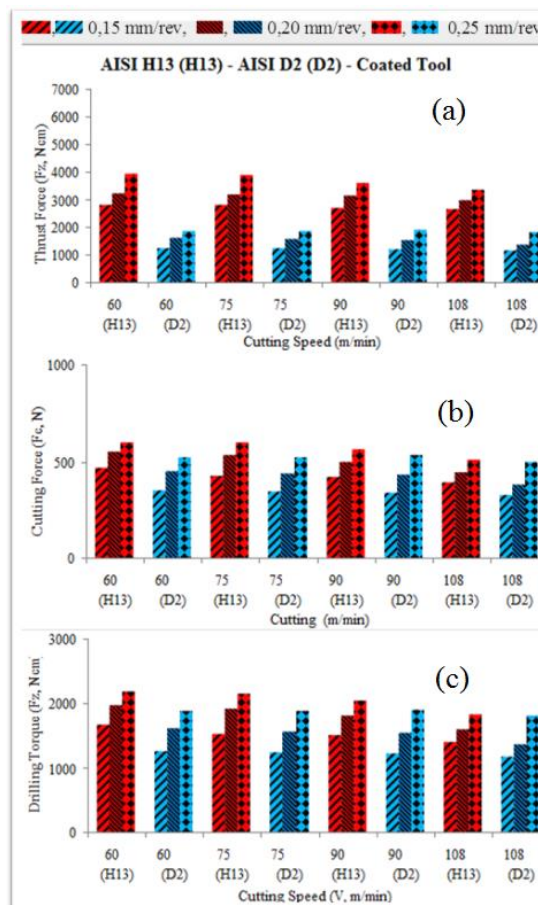 0,15 mm/rev, , 0,20 mm/rev, , 0,25 mm/rev
AISI H13 (H13) - AISI D2 (D2) - Coated Tool
(a)
Thrust Force (Fz, Ncm)
7000
6000
5000
4000
3000
2000
1000
0
60 60 75 75 90 90 108 108
(H13) (D2) (H13) (D2) (H13) (D2) (H13) (D2)
Cutting Speed (m/min)
(b)
Cutting Force (Fc, N)
1000
500
0
60 60 75 75 90 90 108 108
(H13) (D2) (H13) (D2) (H13) (D2) (H13) (D2)
Cutting (m/min)
(c)
Drilling Torque (Fz, Ncm)
3000
2000
1000
0
60 60 75 75 90 90 108 108
(H13) (D2) (H13) (D2) (H13) (D2) (H13) (D2)
Cutting Speed (V, m/min)